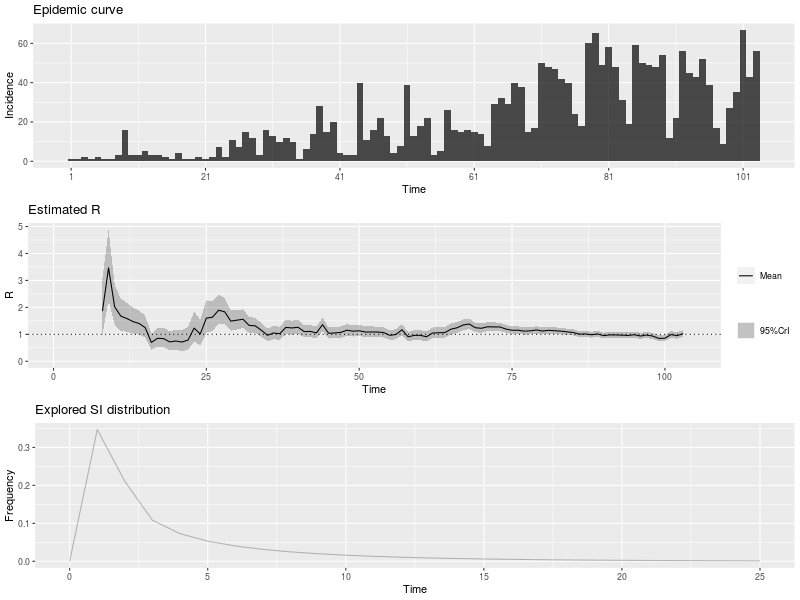 Epidemic curve
60
40
20
0
Incidence
1 21 41 61 81 101
Time
Estimated R
5
4
3
2
1
0
R
0 25 50 75 100
Time
Mean
95%CrI
Explored SI distribution
0.3
0.2
0.1
0.0
Frequency
0 5 10 15 20 25
Time